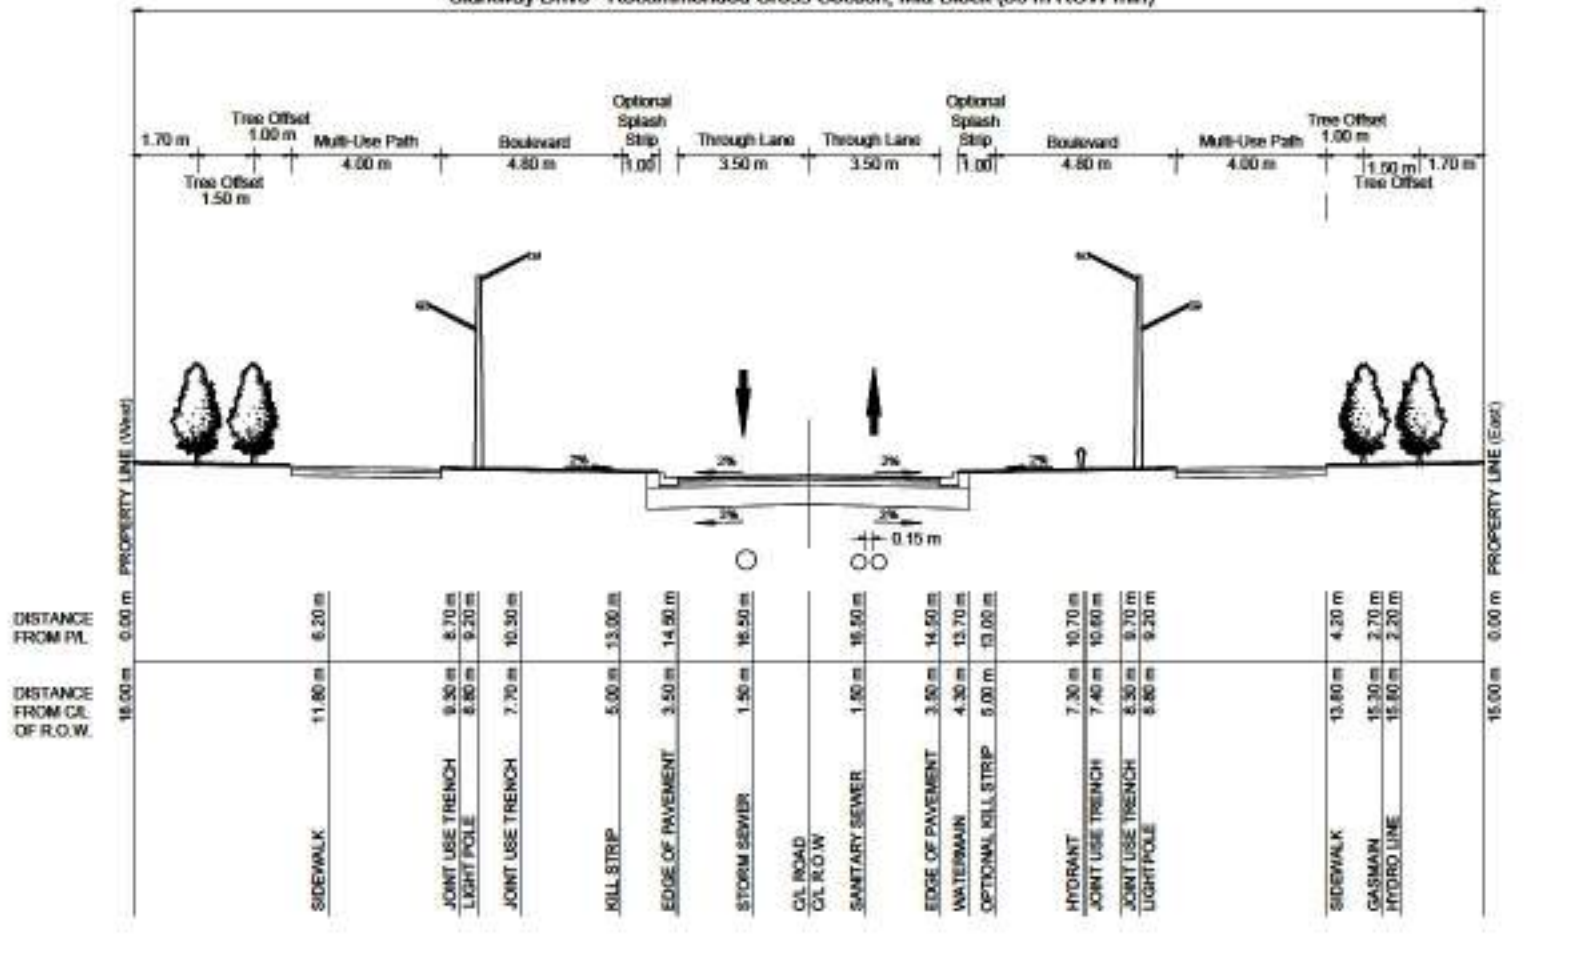 1.70 m
Tree Offset
1.00 m
Tree Offset
1.50 m
Multi-Use Path
4.00 m
Boulevard
4.80 m
Optional
Splash
Strip
1.00
Through Lane
3.50 m
Through Lane
3.50 m
Optional
Splash
Strip
1.00
Boulevard
4.80 m
Multi-Use Path
4.00 m
Tree Offset
1.00 m
1.50 m
Tree Offset
1.70 m
2%
2%
2%
2%
2%
2%
0.15 m
PROPERTY LINE (West)
PROPERTY LINE (East)
DISTANCE
FROM P/L
0.00 m
6.20 m
8.70 m
9.20 m
10.30 m
13.00 m
14.50 m
16.50 m
16.50 m
14.50 m
13.70 m
13.00 m
10.70 m
10.60 m
9.70 m
9.20 m
4.20 m
2.70 m
2.20 m
0.00 m
DISTANCE
FROM C/L
OF R.O.W.
11.80 m
9.30 m
8.80 m
7.70 m
5.00 m
3.50 m
1.50 m
1.50 m
3.50 m
4.30 m
5.00 m
7.30 m
7.40 m
8.30 m
8.80 m
13.80 m
15.30 m
SIDEWALK
JOINT USE TRENCH
LIGHT POLE
JOINT USE TRENCH
KILL STRIP
EDGE OF PAVEMENT
STORM SEWER
C/L ROAD
C/L R.O.W
SANITARY SEWER
EDGE OF PAVEMENT
WATERMAIN
OPTIONAL KILL STRIP
HYDRANT
JOINT USE TRENCH
JOINT USE TRENCH
LIGHT POLE
SIDEWALK
GASMAIN
HYDRO LINE